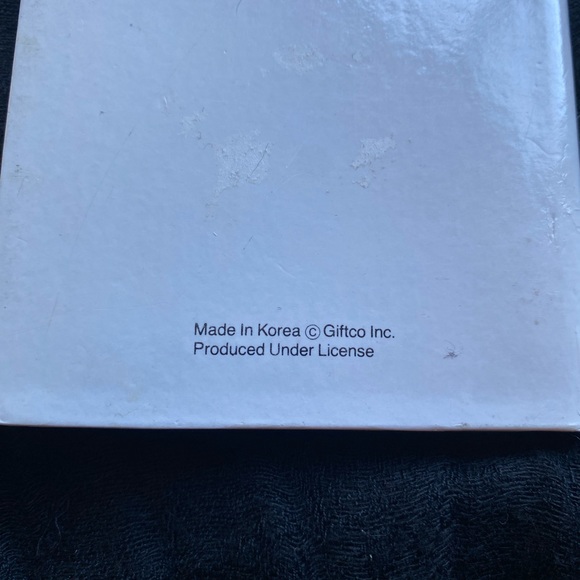 Made In Korea © Giftco Inc.
Produced Under License